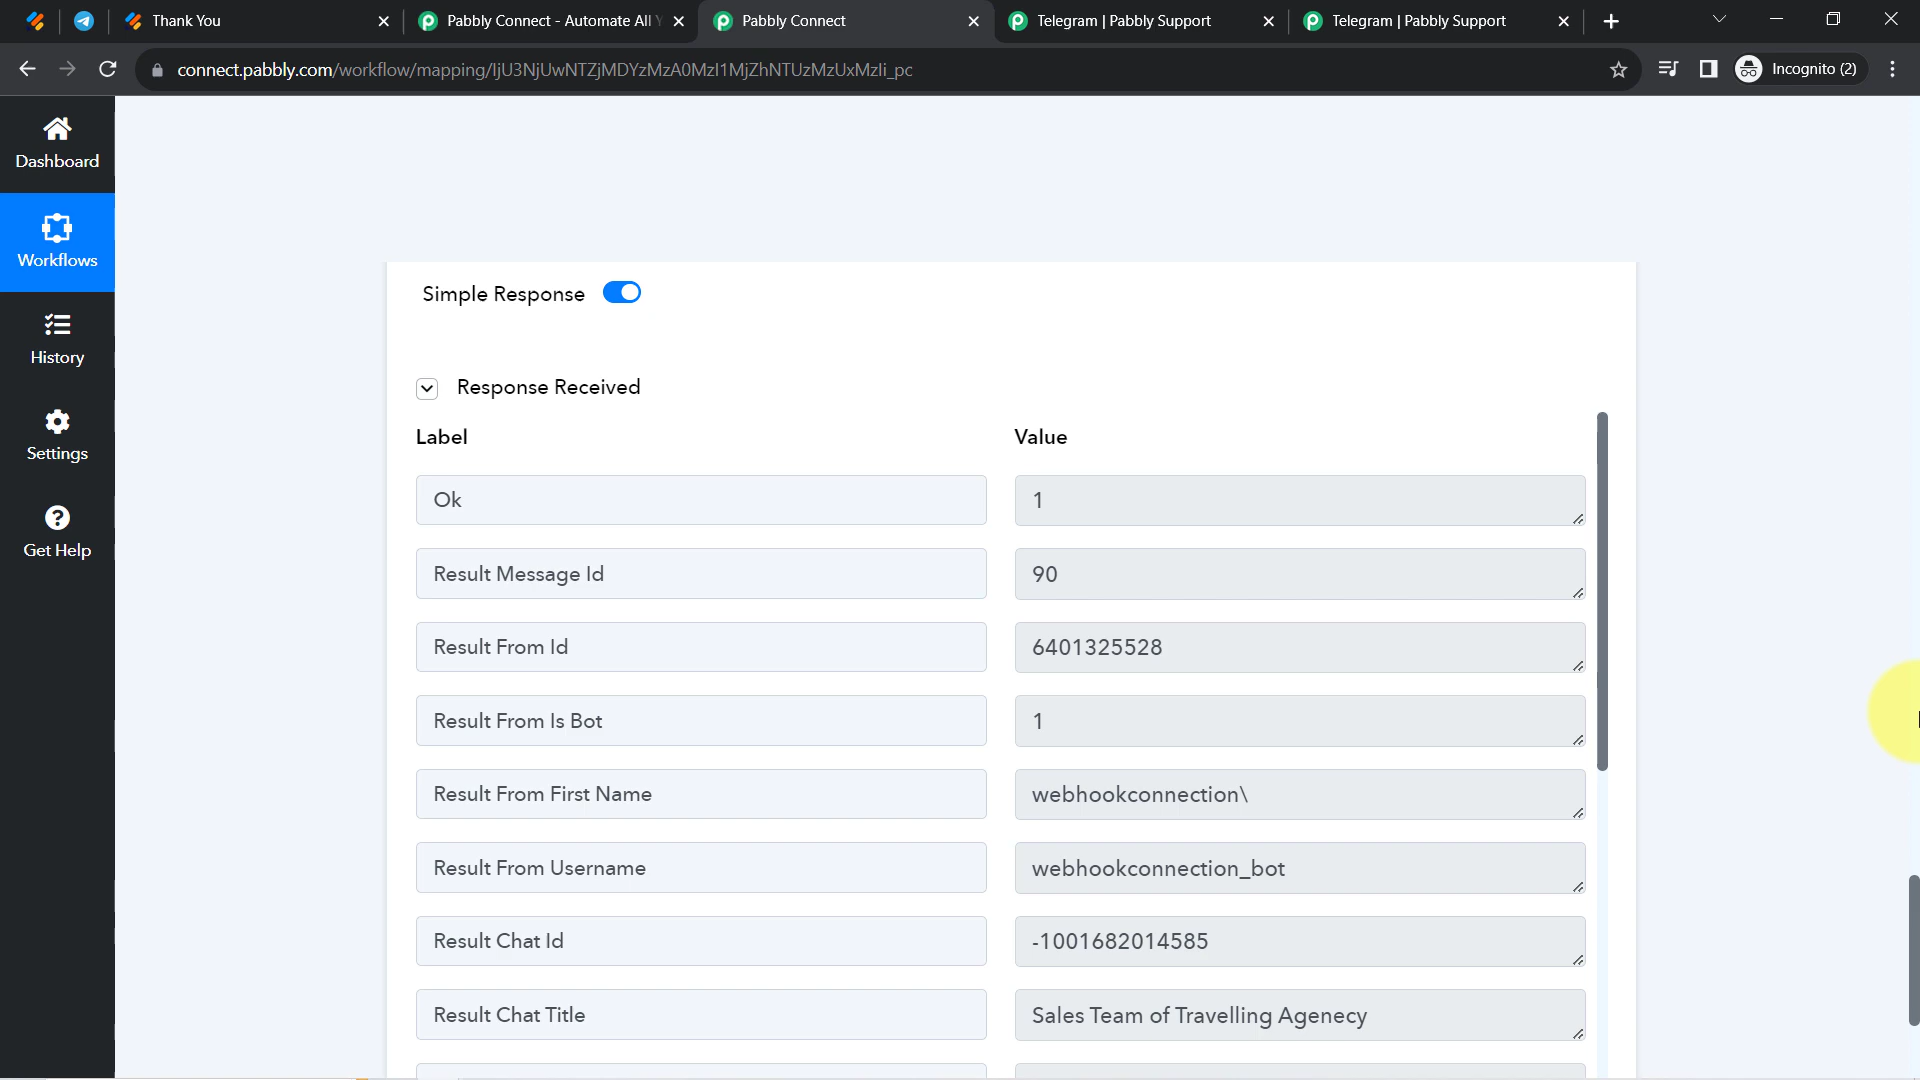 Thank You
Pabbly Connect - Automate All Y
Pabbly Connect
Telegram | Pabbly Support
Telegram | Pabbly Support
connect.pabbly.com/workflow/mapping/IjU3NjUwNTZjMDYzMzA0MzI1MjZhNTUzMzUxMzIi_pc
Incognito (2)
Dashboard
Workflows
History
Settings
Get Help
Simple Response
Response Received
Label Value
Ok 1
Result Message Id 90
Result From Id 6401325528
Result From Is Bot 1
Result From First Name webhookconnection\
Result From Username webhookconnection_bot
Result Chat Id -1001682014585
Result Chat Title Sales Team of Travelling Agenecy